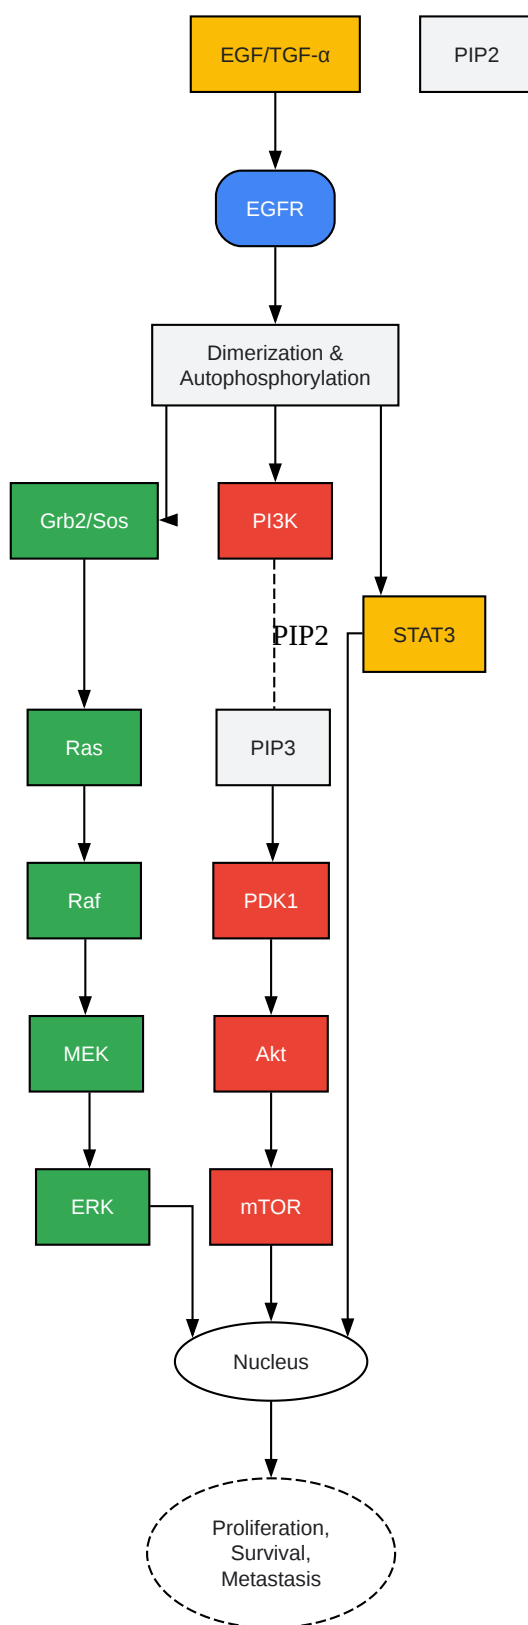 EGF/TGF-α
PIP2
EGFR
Dimerization &
Autophosphorylation
Grb2/Sos
PI3K
PIP2
STAT3
Ras
PIP3
Raf
PDK1
MEK
Akt
ERK
mTOR
Nucleus
Proliferation,
Survival,
Metastasis